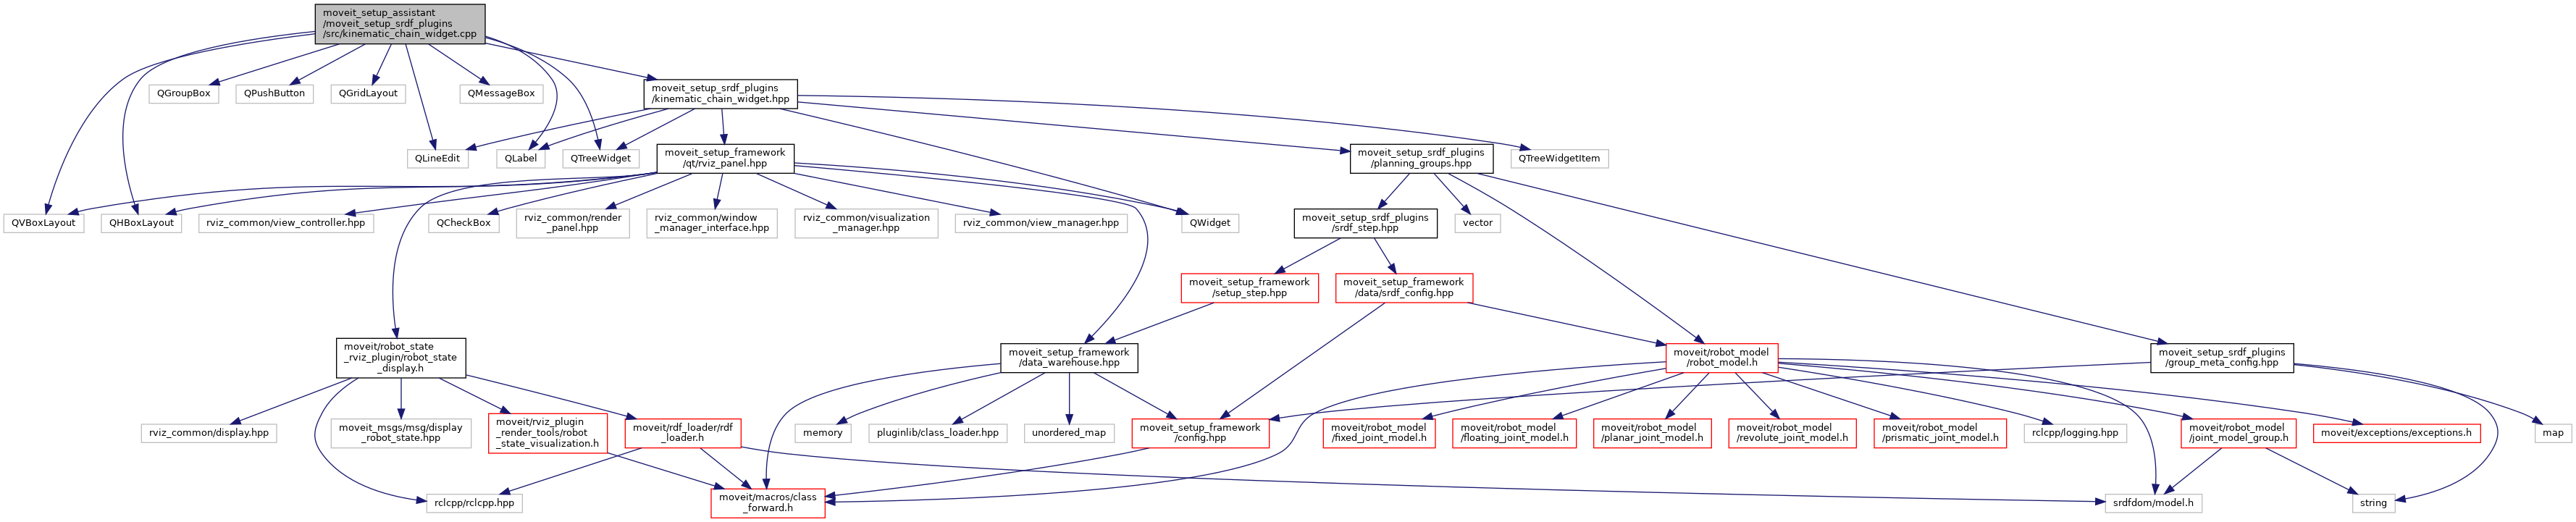 moveit_setup_assistant
/moveit_setup_srdf_plugins
/src/kinematic_chain_widget.cpp
QGroupBox
QPushButton
QGridLayout
QMessageBox
moveit_setup_srdf_plugins
/kinematic_chain_widget.hpp
QLineEdit
QLabel
QTreeWidget
moveit_setup_framework
/qt/rviz_panel.hpp
moveit_setup_srdf_plugins
/planning_groups.hpp
QTreeWidgetItem
QVBoxLayout
QHBoxLayout
rviz_common/view_controller.hpp
QCheckBox
rviz_common/render
_panel.hpp
rviz_common/window
_manager_interface.hpp
rviz_common/visualization
_manager.hpp
rviz_common/view_manager.hpp
QWidget
moveit_setup_srdf_plugins
/srdf_step.hpp
vector
moveit_setup_framework
/setup_step.hpp
moveit_setup_framework
/data/srdf_config.hpp
moveit/robot_state
_rviz_plugin/robot_state
_display.h
moveit_setup_framework
/data_warehouse.hpp
moveit/robot_model
/robot_model.h
moveit_setup_srdf_plugins
/group_meta_config.hpp
rviz_common/display.hpp
moveit_msgs/msg/display
_robot_state.hpp
moveit/rviz_plugin
_render_tools/robot
_state_visualization.h
moveit/rdf_loader/rdf
_loader.h
memory
pluginlib/class_loader.hpp
unordered_map
moveit_setup_framework
/config.hpp
moveit/robot_model
/fixed_joint_model.h
moveit/robot_model
/floating_joint_model.h
moveit/robot_model
/planar_joint_model.h
moveit/robot_model
/revolute_joint_model.h
moveit/robot_model
/prismatic_joint_model.h
rclcpp/logging.hpp
moveit/robot_model
/joint_model_group.h
moveit/exceptions/exceptions.h
map
rclcpp/rclcpp.hpp
moveit/macros/class
_forward.h
srdfdom/model.h
string